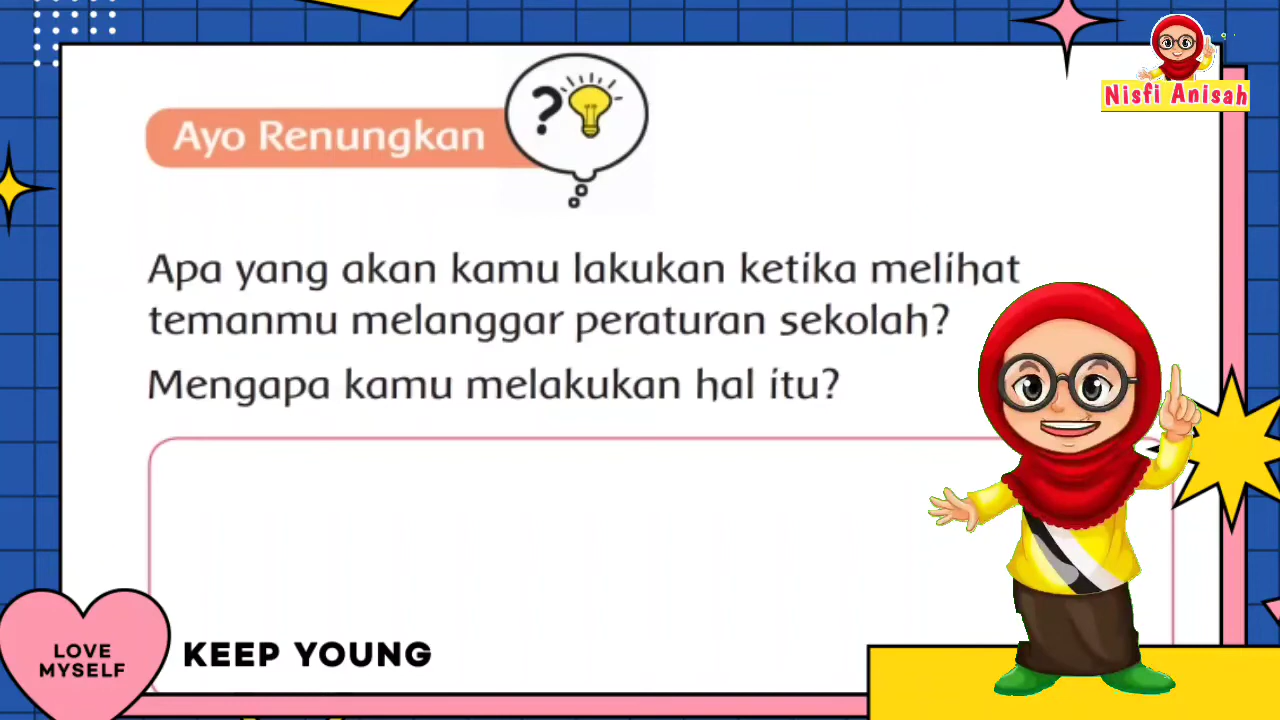 Nisfi Anisah
Ayo Renungkan
?
Apa yang akan kamu lakukan ketika melihat
temanmu melanggar peraturan sekolah?
Mengapa kamu melakukan hal itu?
LOVE
MYSELF
KEEP YOUNG